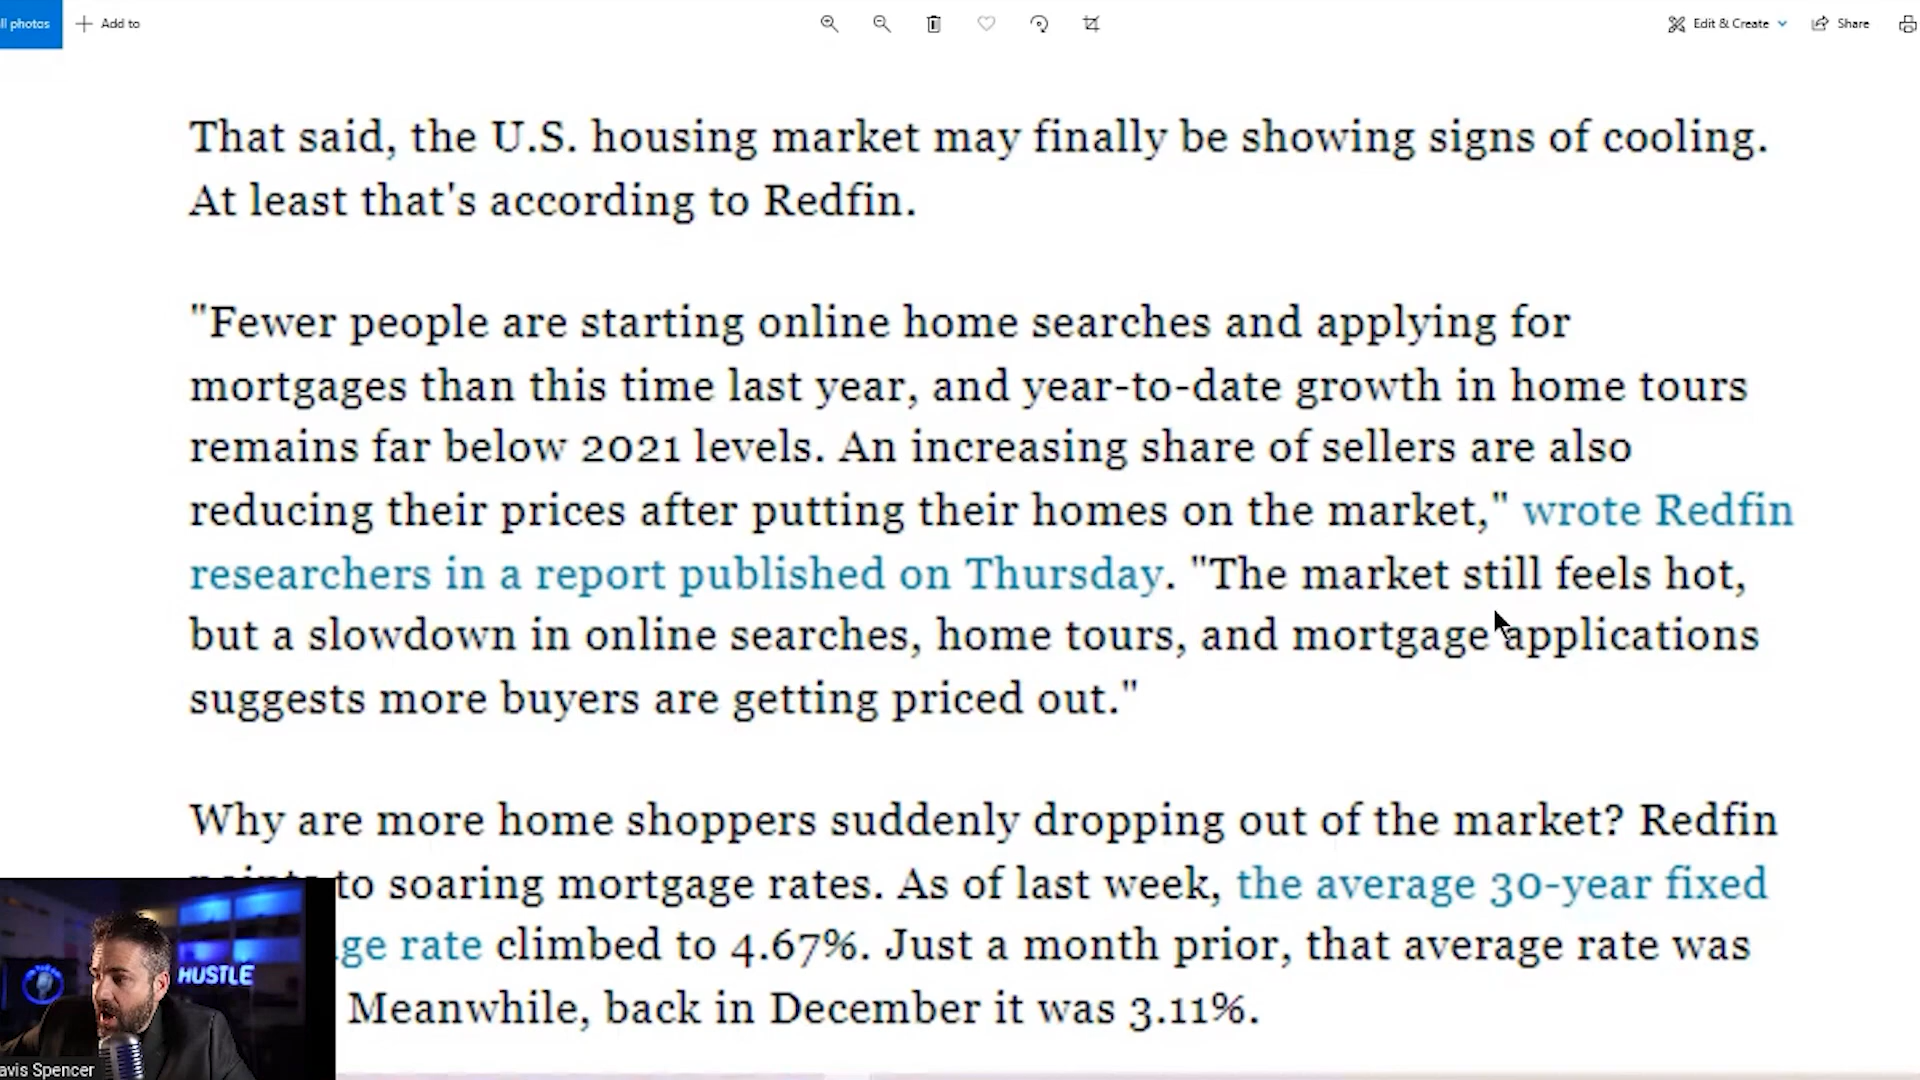 ll photos
Add to
Edit & Create
Share
That said, the U.S. housing market may finally be showing signs of cooling.
At least that's according to Redfin.
"Fewer people are starting online home searches and applying for
mortgages than this time last year, and year-to-date growth in home tours
remains far below 2021 levels. An increasing share of sellers are also
reducing their prices after putting their homes on the market," wrote Redfin
researchers in a report published on Thursday. "The market still feels hot,
but a slowdown in online searches, home tours, and mortgage applications
suggests more buyers are getting priced out."
Why are more home shoppers suddenly dropping out of the market? Redfin
to soaring mortgage rates. As of last week, the average 30-year fixed
ge rate climbed to 4.67%. Just a month prior, that average rate was
Meanwhile, back in December it was 3.11%.
HUSTLE
avis Spencer